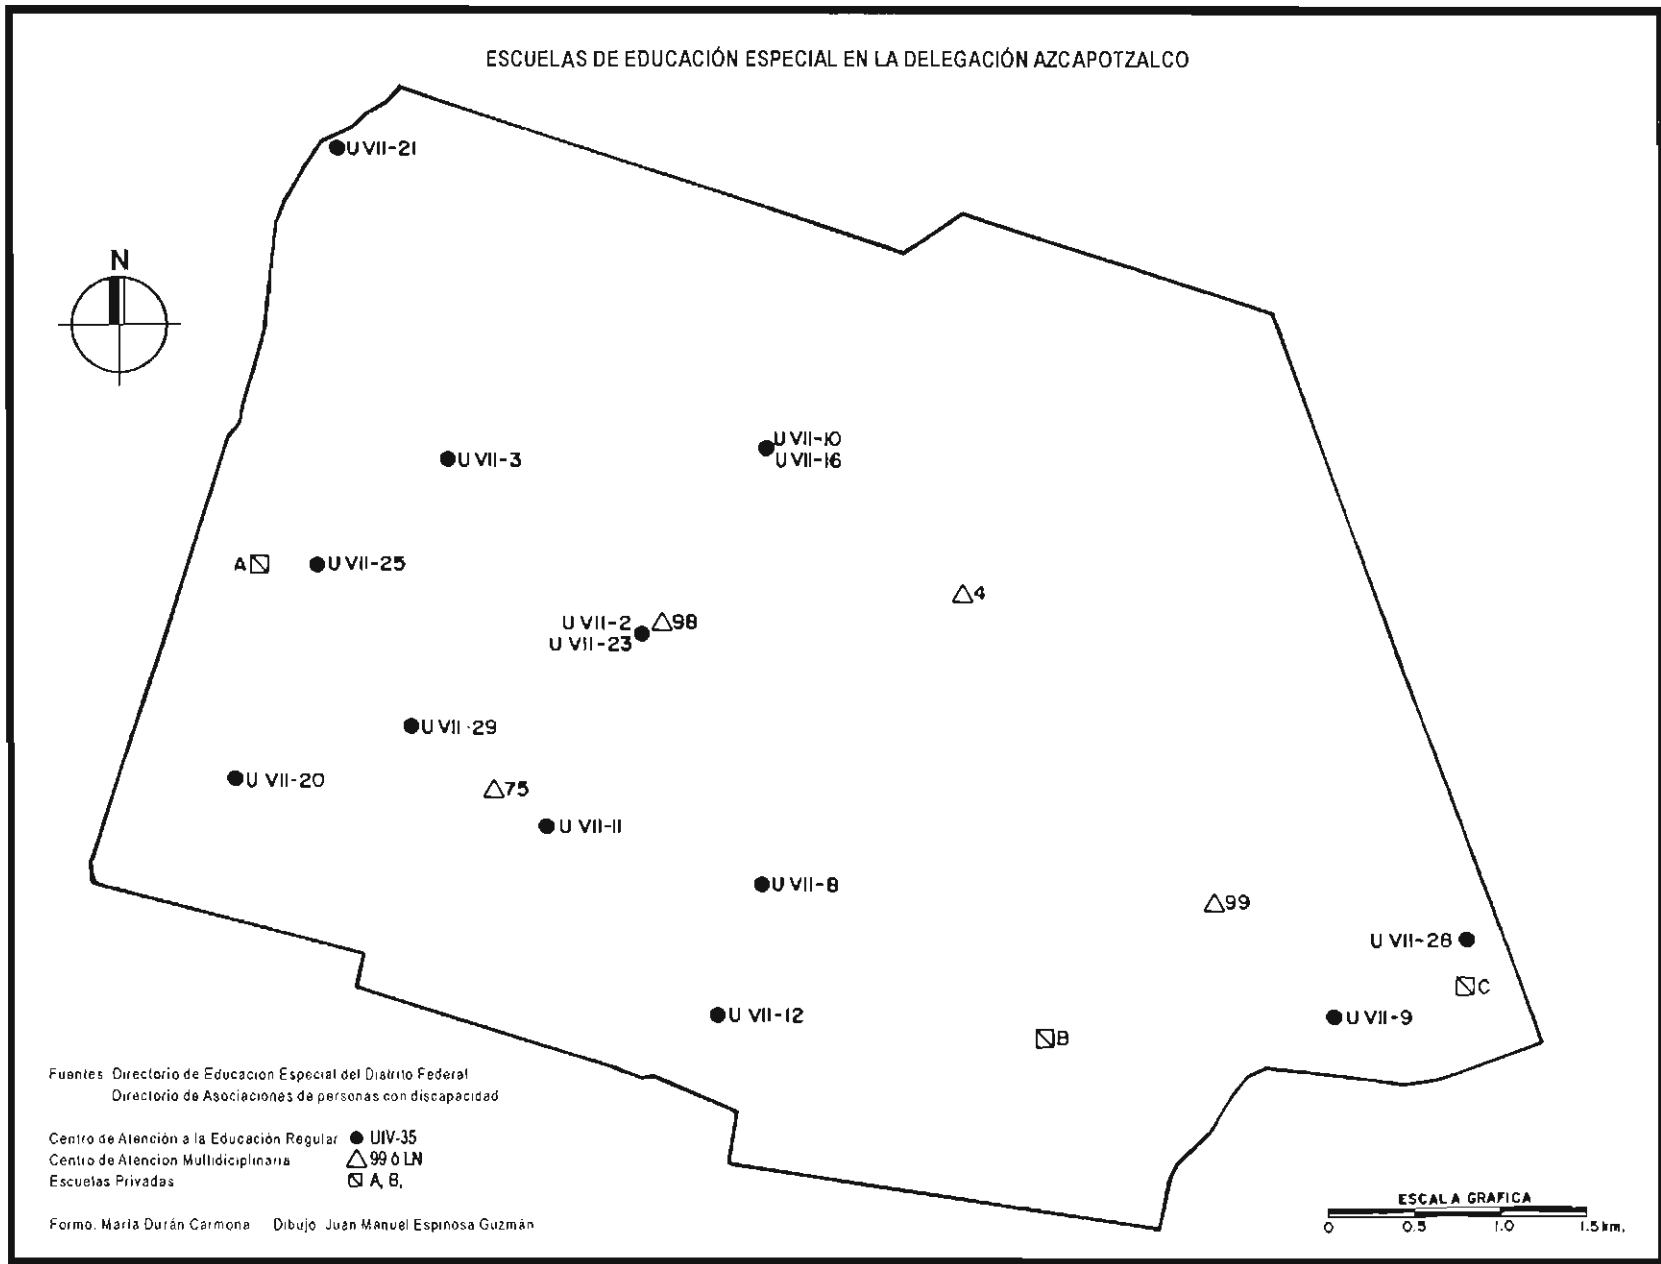 ESCUELAS DE EDUCACIÓN ESPECIAL EN LA DELEGACIÓN AZCAPOTZALCO
U VII-21
N
U VII-3
U VII-10
U VII-16
A
U VII-25
4
U VII-2
98
U VII-23
U VII-29
U VII-20
75
U VII-11
U VII-8
99
U VII-28
C
U VII-12
U VII-9
B
Fuentes Directorio de Educacion Especial del Distrito Federal
Directorio de Asociaciones de personas con discapacidad
Centro de Atención a la Educación Regular UIV-35
Centro de Atencion Multidiciplinaria 99 ó LN
Escuelas Privadas A, B,
Formo. María Durán Carmona Dibujo Juan Manuel Espinosa Guzmán
ESCALA GRAFICA
0 0.5 1.0 1.5 km.